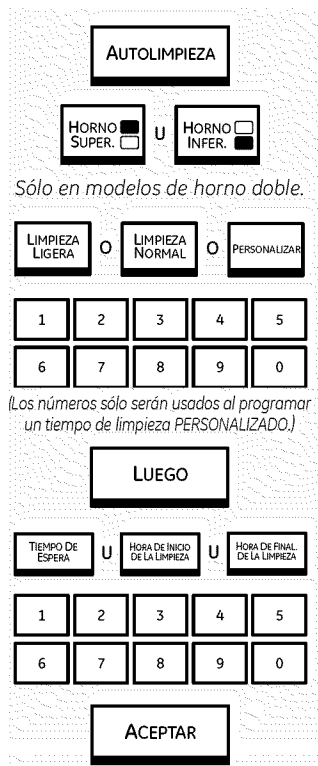 AUTOLIMPIEZA
HORNO SUPER. U HORNO INFER.
Sólo en modelos de horno doble.
LIMPIEZA LIGERA O LIMPIEZA NORMAL O PERSONALIZAR
1 2 3 4 5
6 7 8 9 0
(Los números sólo serán usados al programar
un tiempo de limpieza PERSONALIZADO.)
LUEGO
TIEMPO DE ESPERA U HORA DE INICIO DE LA LIMPIEZA U HORA DE FINAL. DE LA LIMPIEZA
1 2 3 4 5
6 7 8 9 0
ACEPTAR